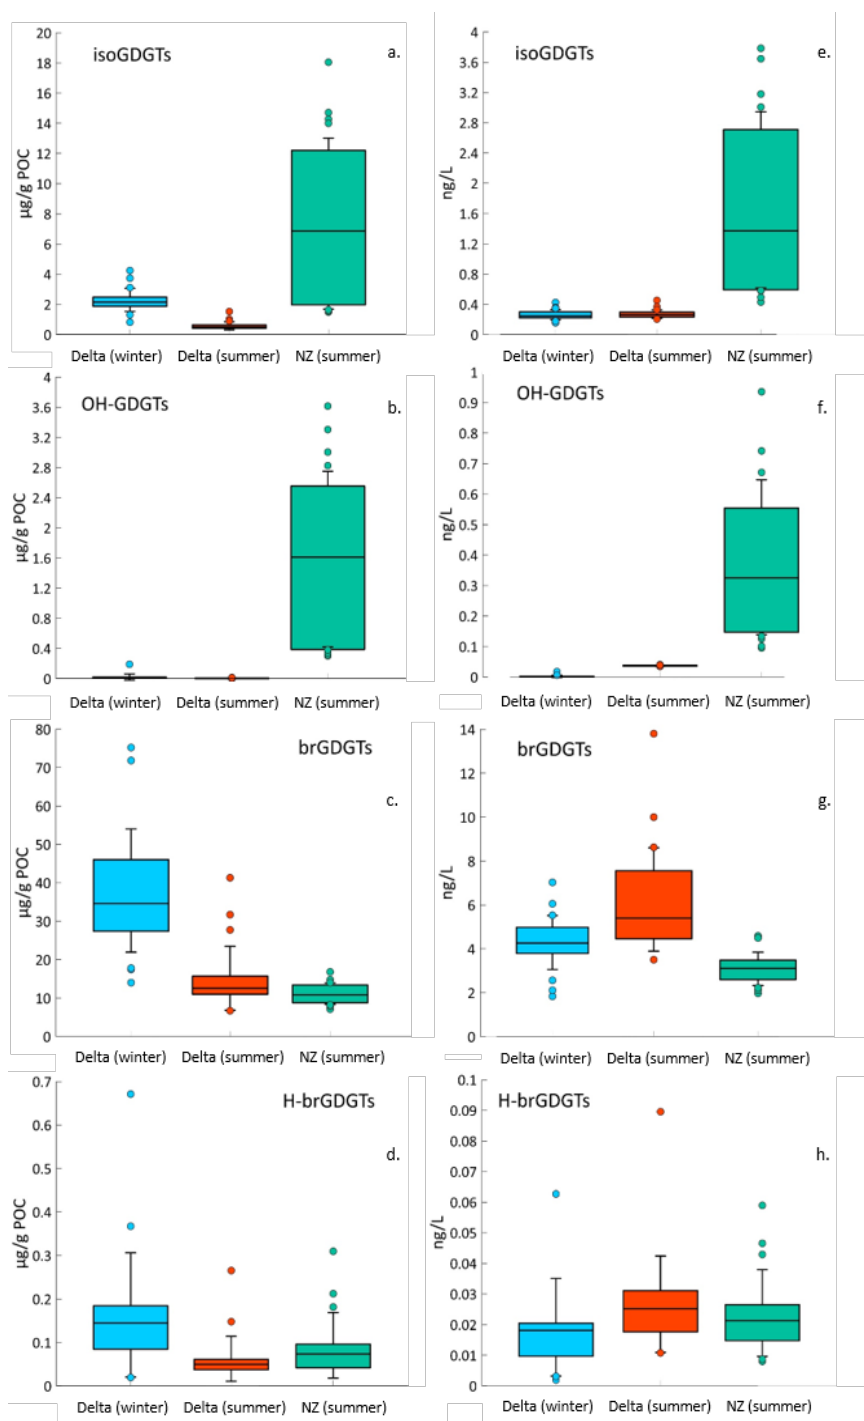 isoGDGTs
a.
µg/g POC
20
18
16
14
12
10
8
6
4
2
0
Delta (winter) Delta (summer) NZ (summer)
isoGDGTs
e.
ng/L
4
3.6
3.2
2.8
2.4
2
1.6
1.2
0.8
0.4
0
Delta (winter) Delta (summer) NZ (summer)
OH-GDGTs
b.
µg/g POC
4
3.6
3.2
2.8
2.4
2
1.6
1.2
0.8
0.4
0
Delta (winter) Delta (summer) NZ (summer)
OH-GDGTs
f.
ng/L
1
0.9
0.8
0.7
0.6
0.5
0.4
0.3
0.2
0.1
0
Delta (winter) Delta (summer) NZ (summer)
brGDGTs
c.
µg/g POC
80
70
60
50
40
30
20
10
0
Delta (winter) Delta (summer) NZ (summer)
brGDGTs
g.
ng/L
14
12
10
8
6
4
2
0
Delta (winter) Delta (summer) NZ (summer)
H-brGDGTs
d.
µg/g POC
0.7
0.6
0.5
0.4
0.3
0.2
0.1
0
Delta (winter) Delta (summer) NZ (summer)
H-brGDGTs
h.
ng/L
0.1
0.09
0.08
0.07
0.06
0.05
0.04
0.03
0.02
0.01
0
Delta (winter) Delta (summer) NZ (summer)